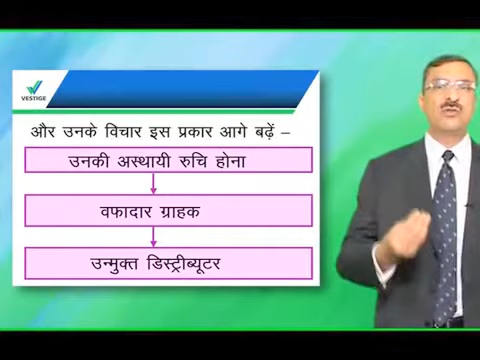 VESTIGE
और उनके विचार इस प्रकार आगे बढ़ें –
उनकी अस्थायी रुचि होना
वफादार ग्राहक
उन्मुक्त डिस्ट्रीब्यूटर